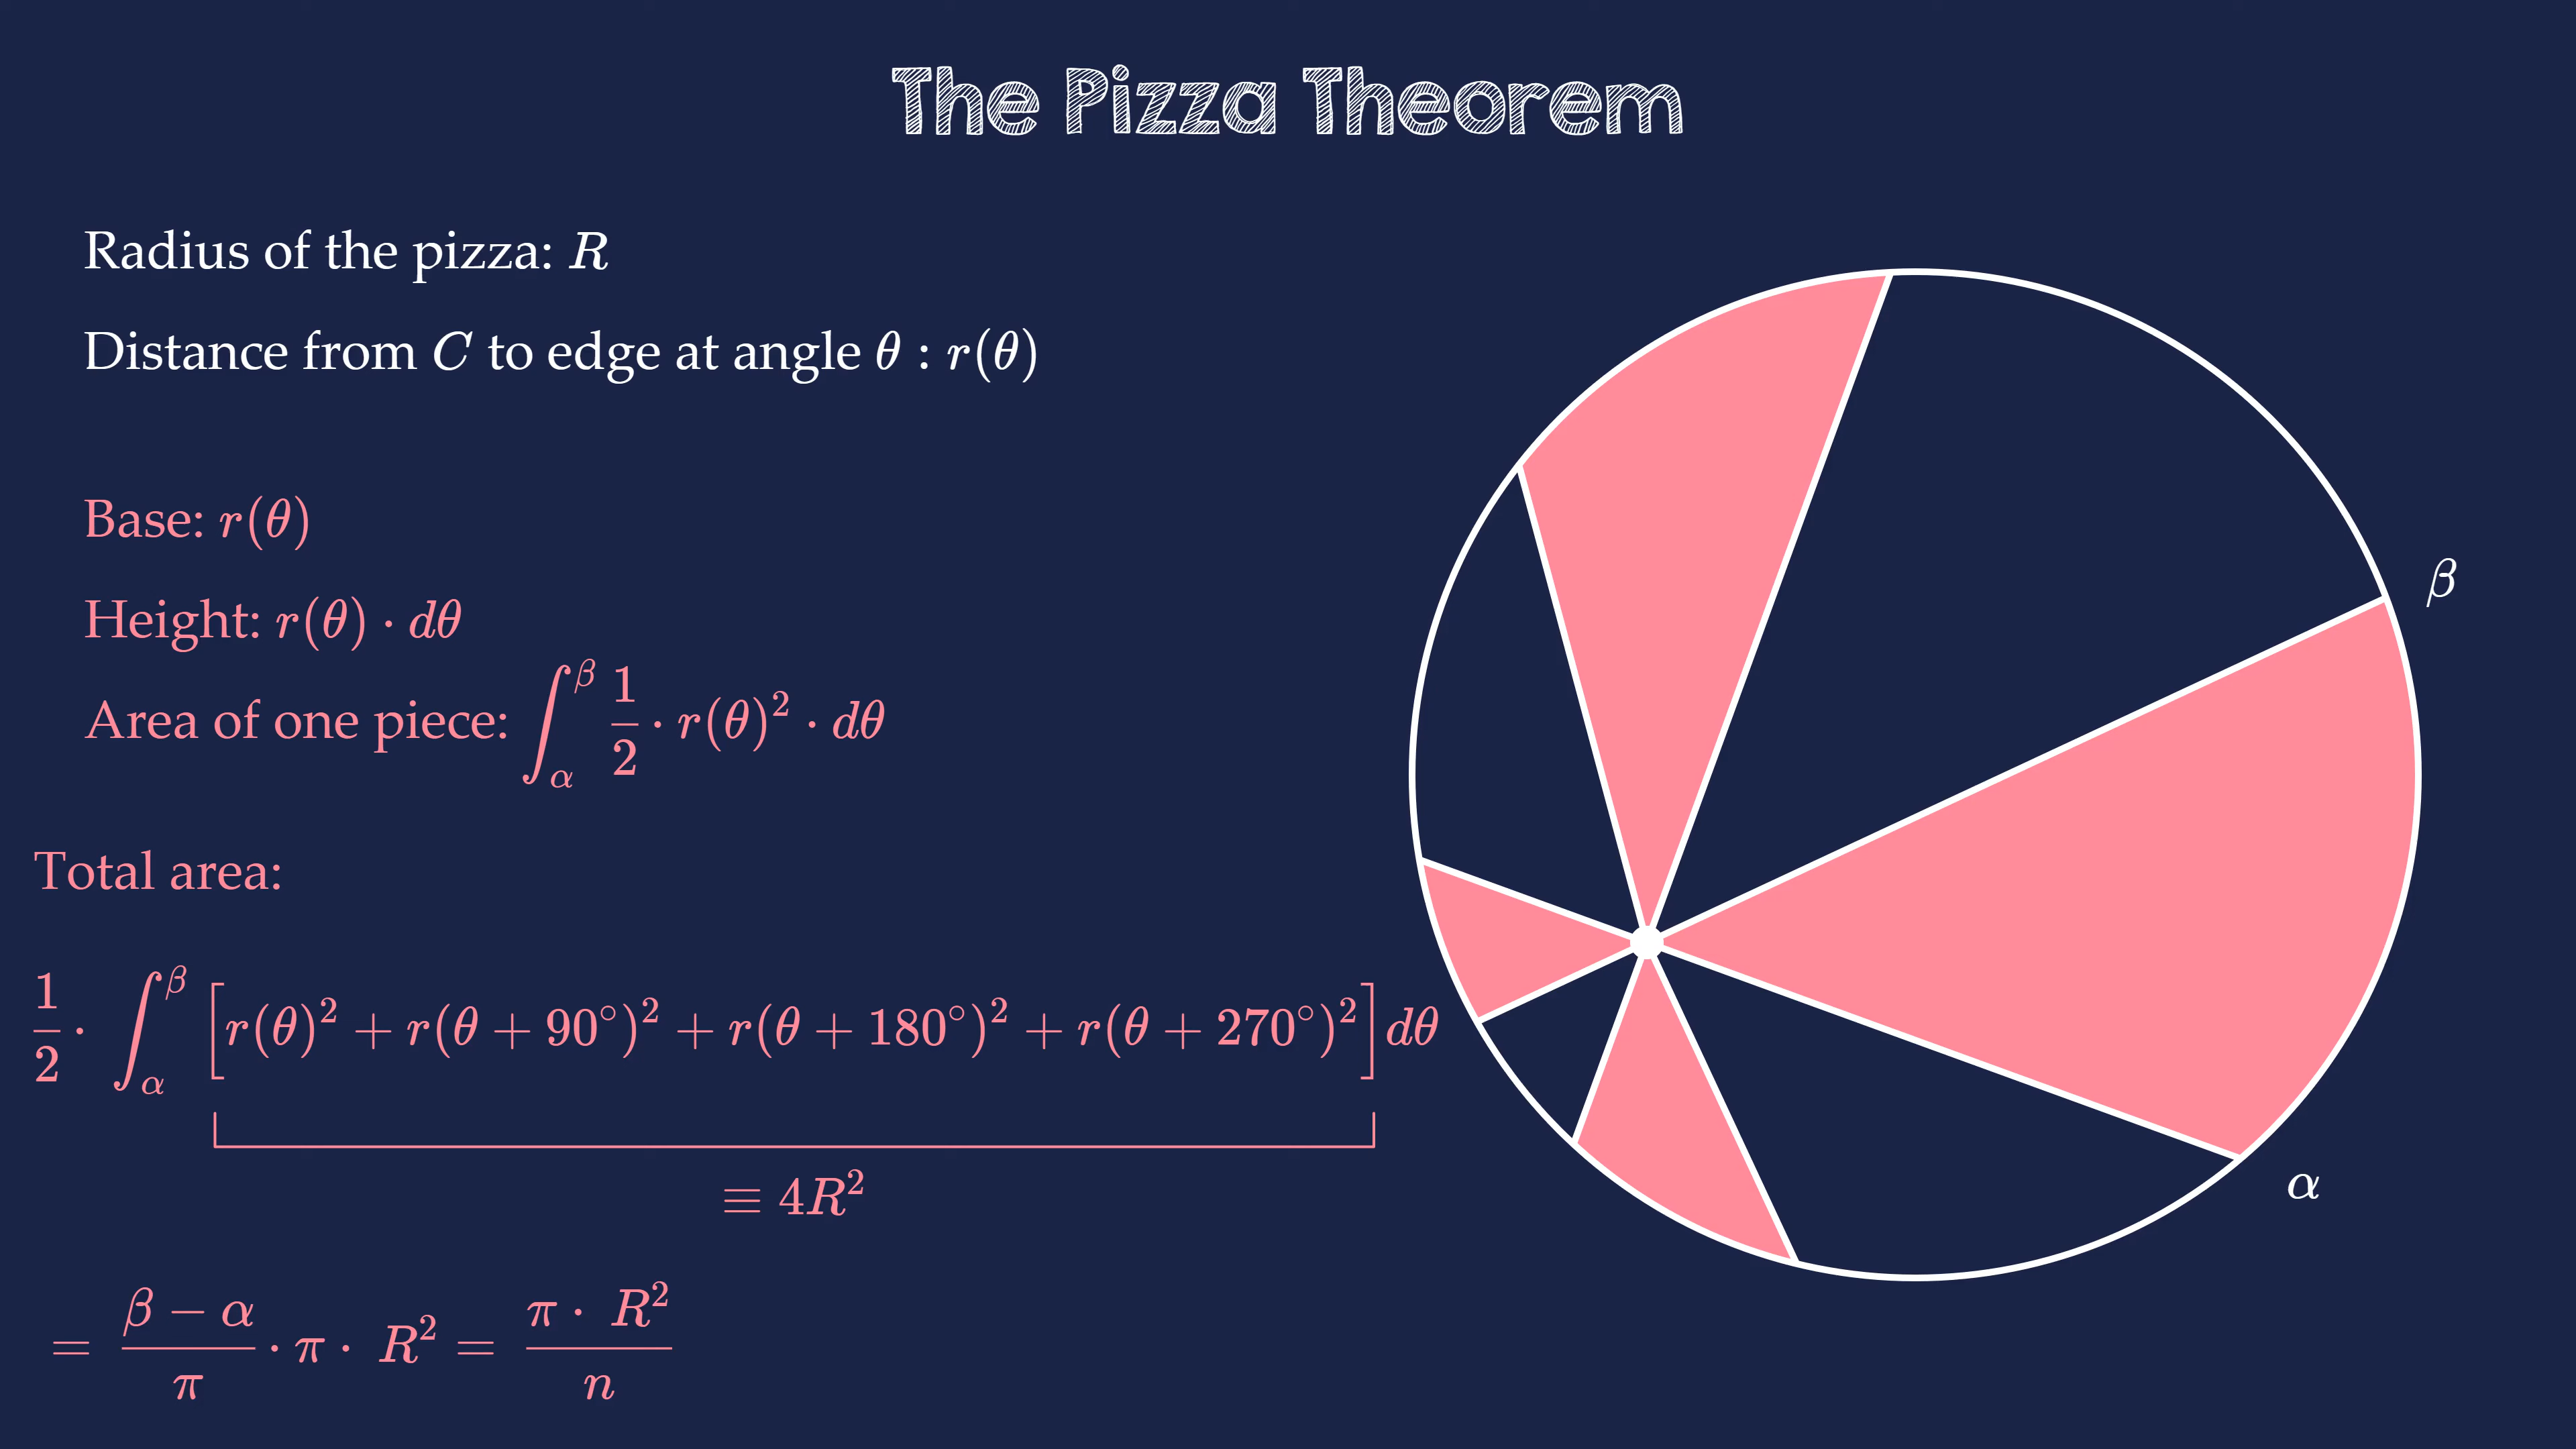 The Pizza Theorem
Radius of the pizza: R
Distance from C to edge at angle θ : r(θ)
Base: r(θ)
Height: r(θ) · dθ
Area of one piece: ∫_α^β 1/2 · r(θ)² · dθ
Total area:
1/2 · ∫_α^β [r(θ)² + r(θ + 90°)² + r(θ + 180°)² + r(θ + 270°)²] dθ
≡ 4R²
= (β − α)/π · π · R² = (π · R²)/n
β
α